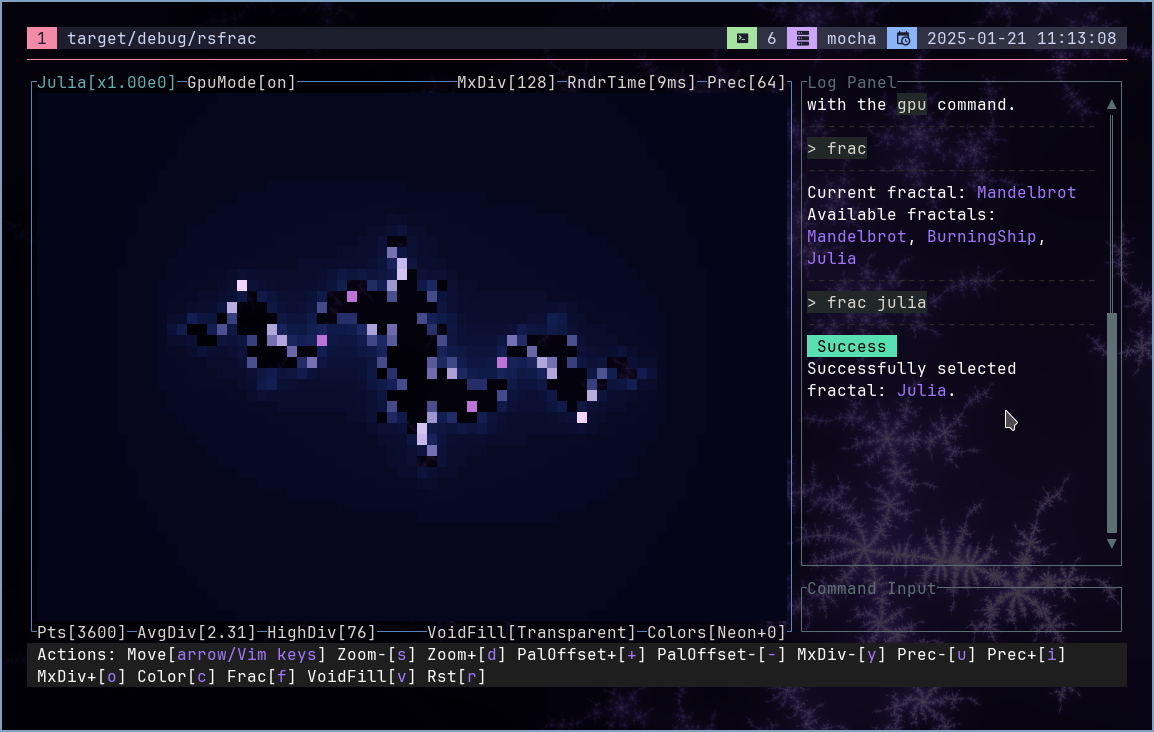 1 target/debug/rsfrac 6 mocha 2025-01-21 11:13:08
Julia[x1.00e0] GpuMode[on] MxDiv[128] RndrTime[9ms] Prec[64]
Log Panel
with the gpu command.
> frac
Current fractal: Mandelbrot
Available fractals:
Mandelbrot, BurningShip,
Julia
> frac julia
Success
Successfully selected
fractal: Julia.
Command Input
Pts[3600] AvgDiv[2.31] HighDiv[76] VoidFill[Transparent] Colors[Neon+0]
Actions: Move[arrow/Vim keys] Zoom-[s] Zoom+[d] PalOffset+[+] PalOffset-[-] MxDiv-[y] Prec-[u] Prec+[i]
MxDiv+[o] Color[c] Frac[f] VoidFill[v] Rst[r]